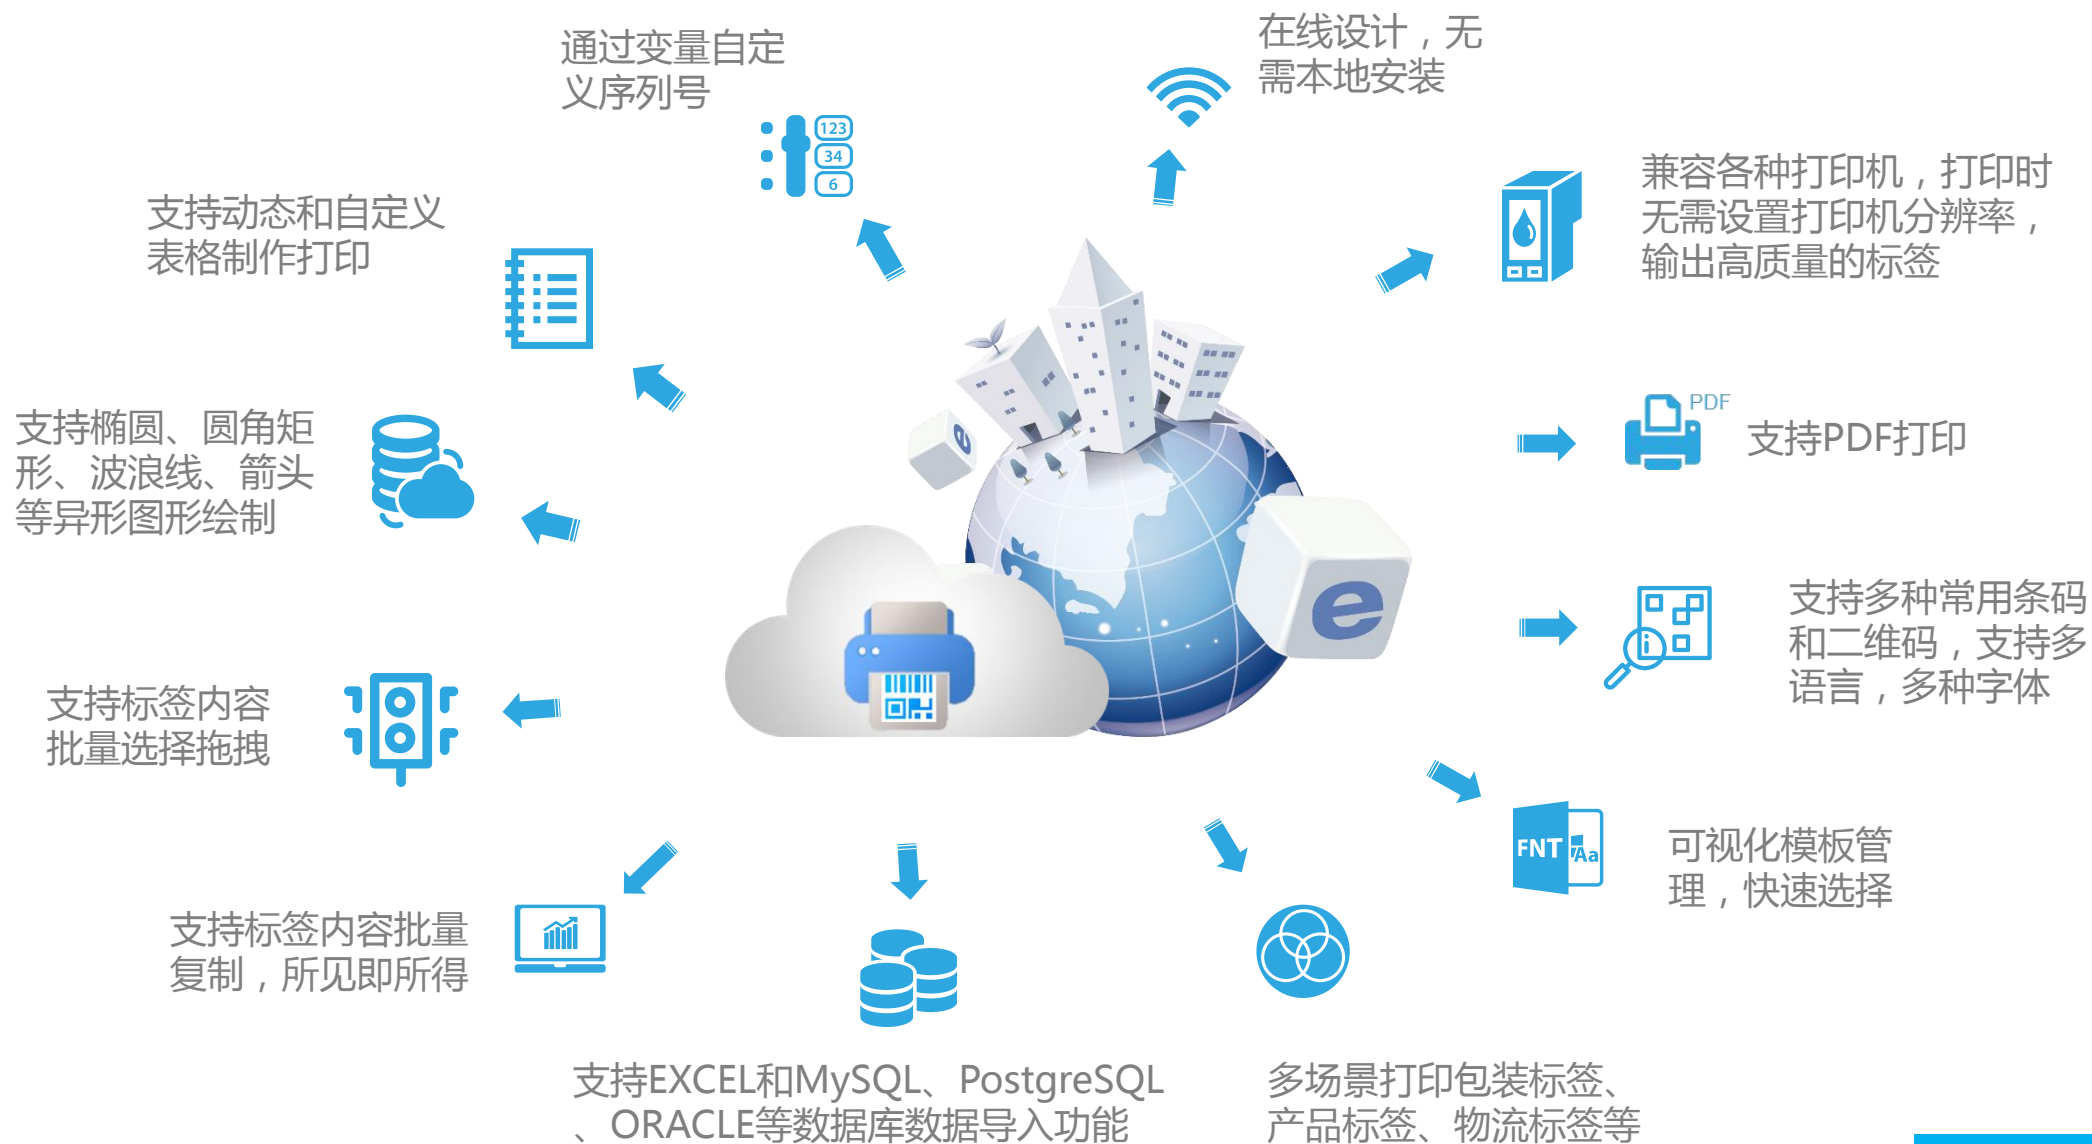 通过变量自定
义序列号
123
34
6
在线设计，无
需本地安装
兼容各种打印机，打印时
无需设置打印机分辨率，
输出高质量的标签
支持动态和自定义
表格制作打印
PDF
支持PDF打印
支持椭圆、圆角矩
形、波浪线、箭头
等异形图形绘制
e
e
支持多种常用条码
和二维码，支持多
语言，多种字体
i
支持标签内容
批量选择拖拽
FNT
Aa
可视化模板管
理，快速选择
支持标签内容批量
复制，所见即所得
支持EXCEL和MySQL、PostgreSQL
、ORACLE等数据库数据导入功能
多场景打印包装标签、
产品标签、物流标签等